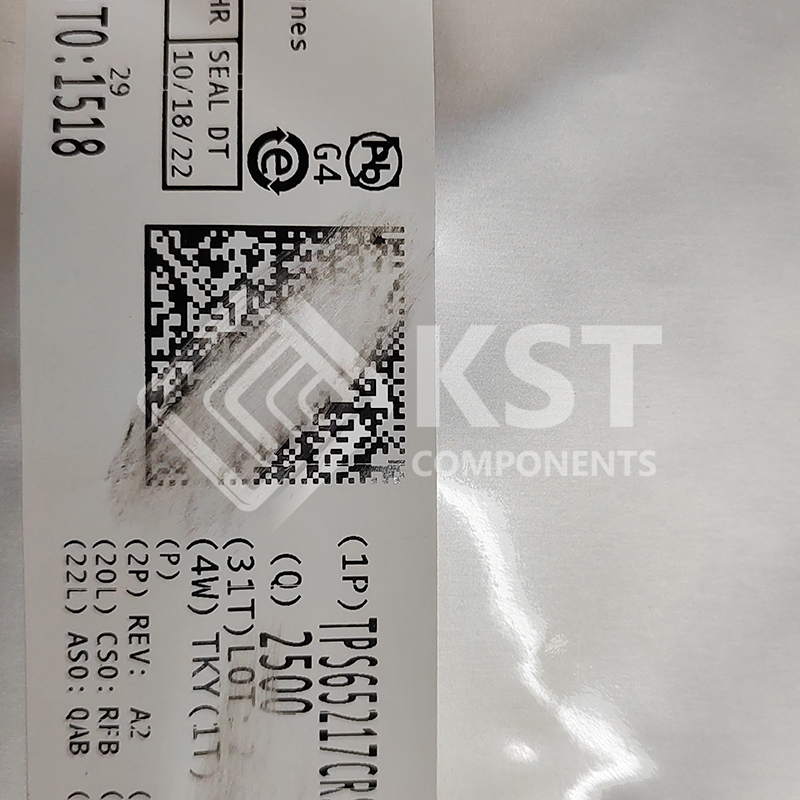 ines
HR
SEAL DT
10/18/22
29
TO:1518
Pb
G4
e
KST
COMPONENTS
(1P)TPS65217CR
(Q) 2500
(31T)LOT:
(4W) TKY(1T)
(P)
(2P) REV: A2
(20L) CSO: RFB
(22L) ASO: QAB